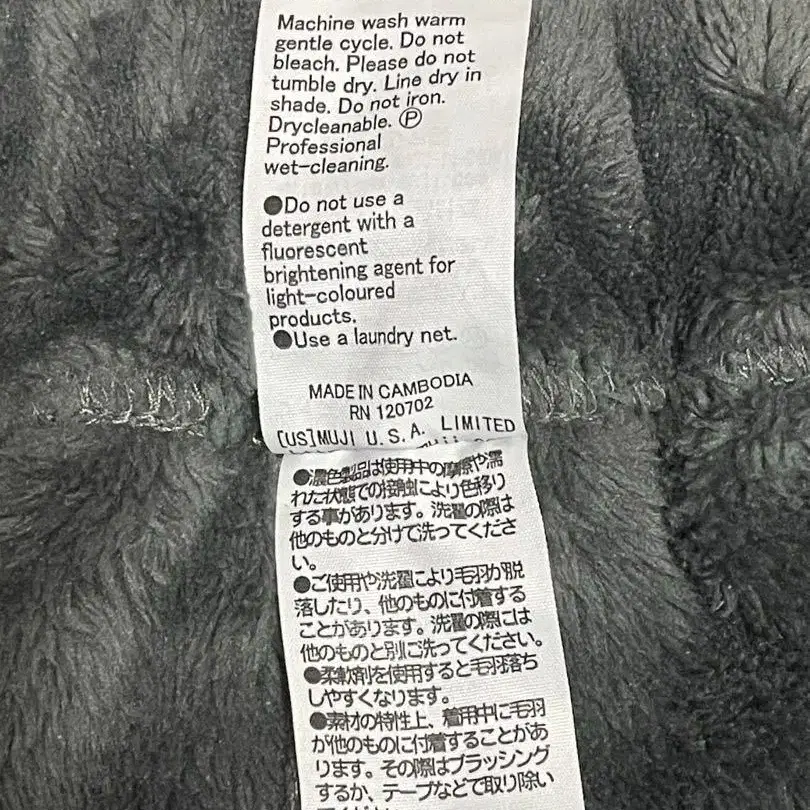 Machine wash warm
gentle cycle. Do not
bleach. Please do not
tumble dry. Line dry in
shade. Do not iron.
Drycleanable. Ⓟ
Professional
wet-cleaning.
●Do not use a
detergent with a
fluorescent
brightening agent for
light-coloured
products.
●Use a laundry net.
MADE IN CAMBODIA
RN 120702
[US]MUJI U.S.A. LIMITED
●濃色製品は使用中の摩擦や濡
れた状態での接触により色移り
する事があります。洗濯の際は
他のものと分けて洗ってくださ
い。
●ご使用や洗濯により毛羽が脱
落したり、他のものに付着する
ことがあります。洗濯の際には
他のものと別に洗ってください。
●柔軟剤を使用すると毛羽落ち
しやすくなります。
●素材の特性上、着用中に毛羽
が他のものに付着することがあ
ります。その際はブラッシング
するか、テープなどで取り除い